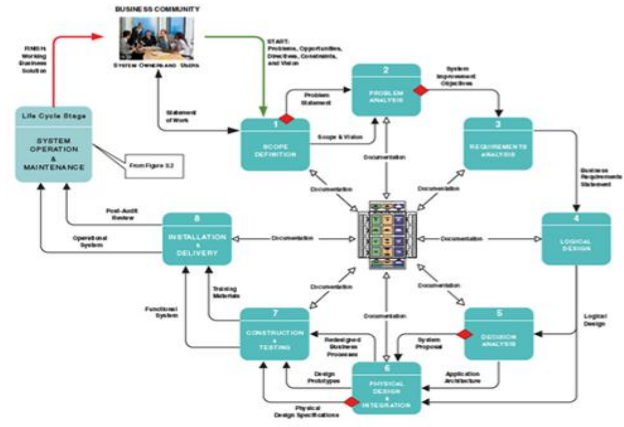 BUSINESS COMMUNITY
SYSTEM OWNERS AND USERS
FINISH:
Working
Business
Solution
START:
Problems, Opportunities,
Directives, Constraints,
and Vision
Statement
of Work
Life Cycle Stage
SYSTEM
OPERATION
&
MAINTENANCE
From Figure 3.2
1
SCOPE
DEFINITION
Problem
Statement
Scope & Vision
2
PROBLEM
ANALYSIS
System
Improvement
Objectives
3
REQUIREMENTS
ANALYSIS
Business
Requirements
Statement
4
LOGICAL
DESIGN
Logical
Design
5
DECISION
ANALYSIS
System
Proposal
Application
Architecture
6
PHYSICAL
DESIGN
&
INTEGRATION
Redesigned
Business
Processes
Design
Prototypes
Physical
Design Specifications
7
CONSTRUCTION
&
TESTING
Training
Materials
Functional
System
8
INSTALLATION
&
DELIVERY
Post-Audit
Review
Operational
System
Documentation
Documentation
Documentation
Documentation
Documentation
Documentation
Documentation
Documentation